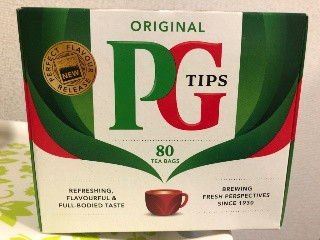 ORIGINAL
PG
TIPS
PERFECT FLAVOUR
NEW
RELEASE
80
TEA BAGS
REFRESHING,
FLAVOURFUL &
FULL-BODIED TASTE
BREWING
FRESH PERSPECTIVES
SINCE 1930